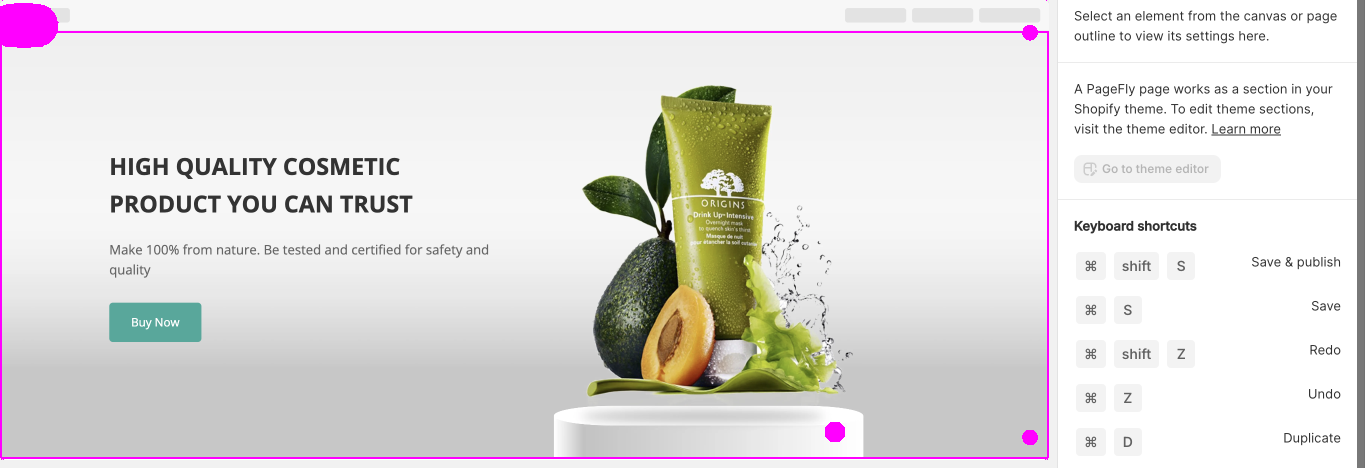 HIGH QUALITY COSMETIC
PRODUCT YOU CAN TRUST
Make 100% from nature. Be tested and certified for safety and
quality
Buy Now
ORIGINS
Drink Up-Intensive
Overnight mask
to quench skin's thirst
Masque de nuit
pour étancher la soif cutanée
Select an element from the canvas or page
outline to view its settings here.
A PageFly page works as a section in your
Shopify theme. To edit theme sections,
visit the theme editor. Learn more
Go to theme editor
Keyboard shortcuts
⌘ shift S Save & publish
⌘ S Save
⌘ shift Z Redo
⌘ Z Undo
⌘ D Duplicate